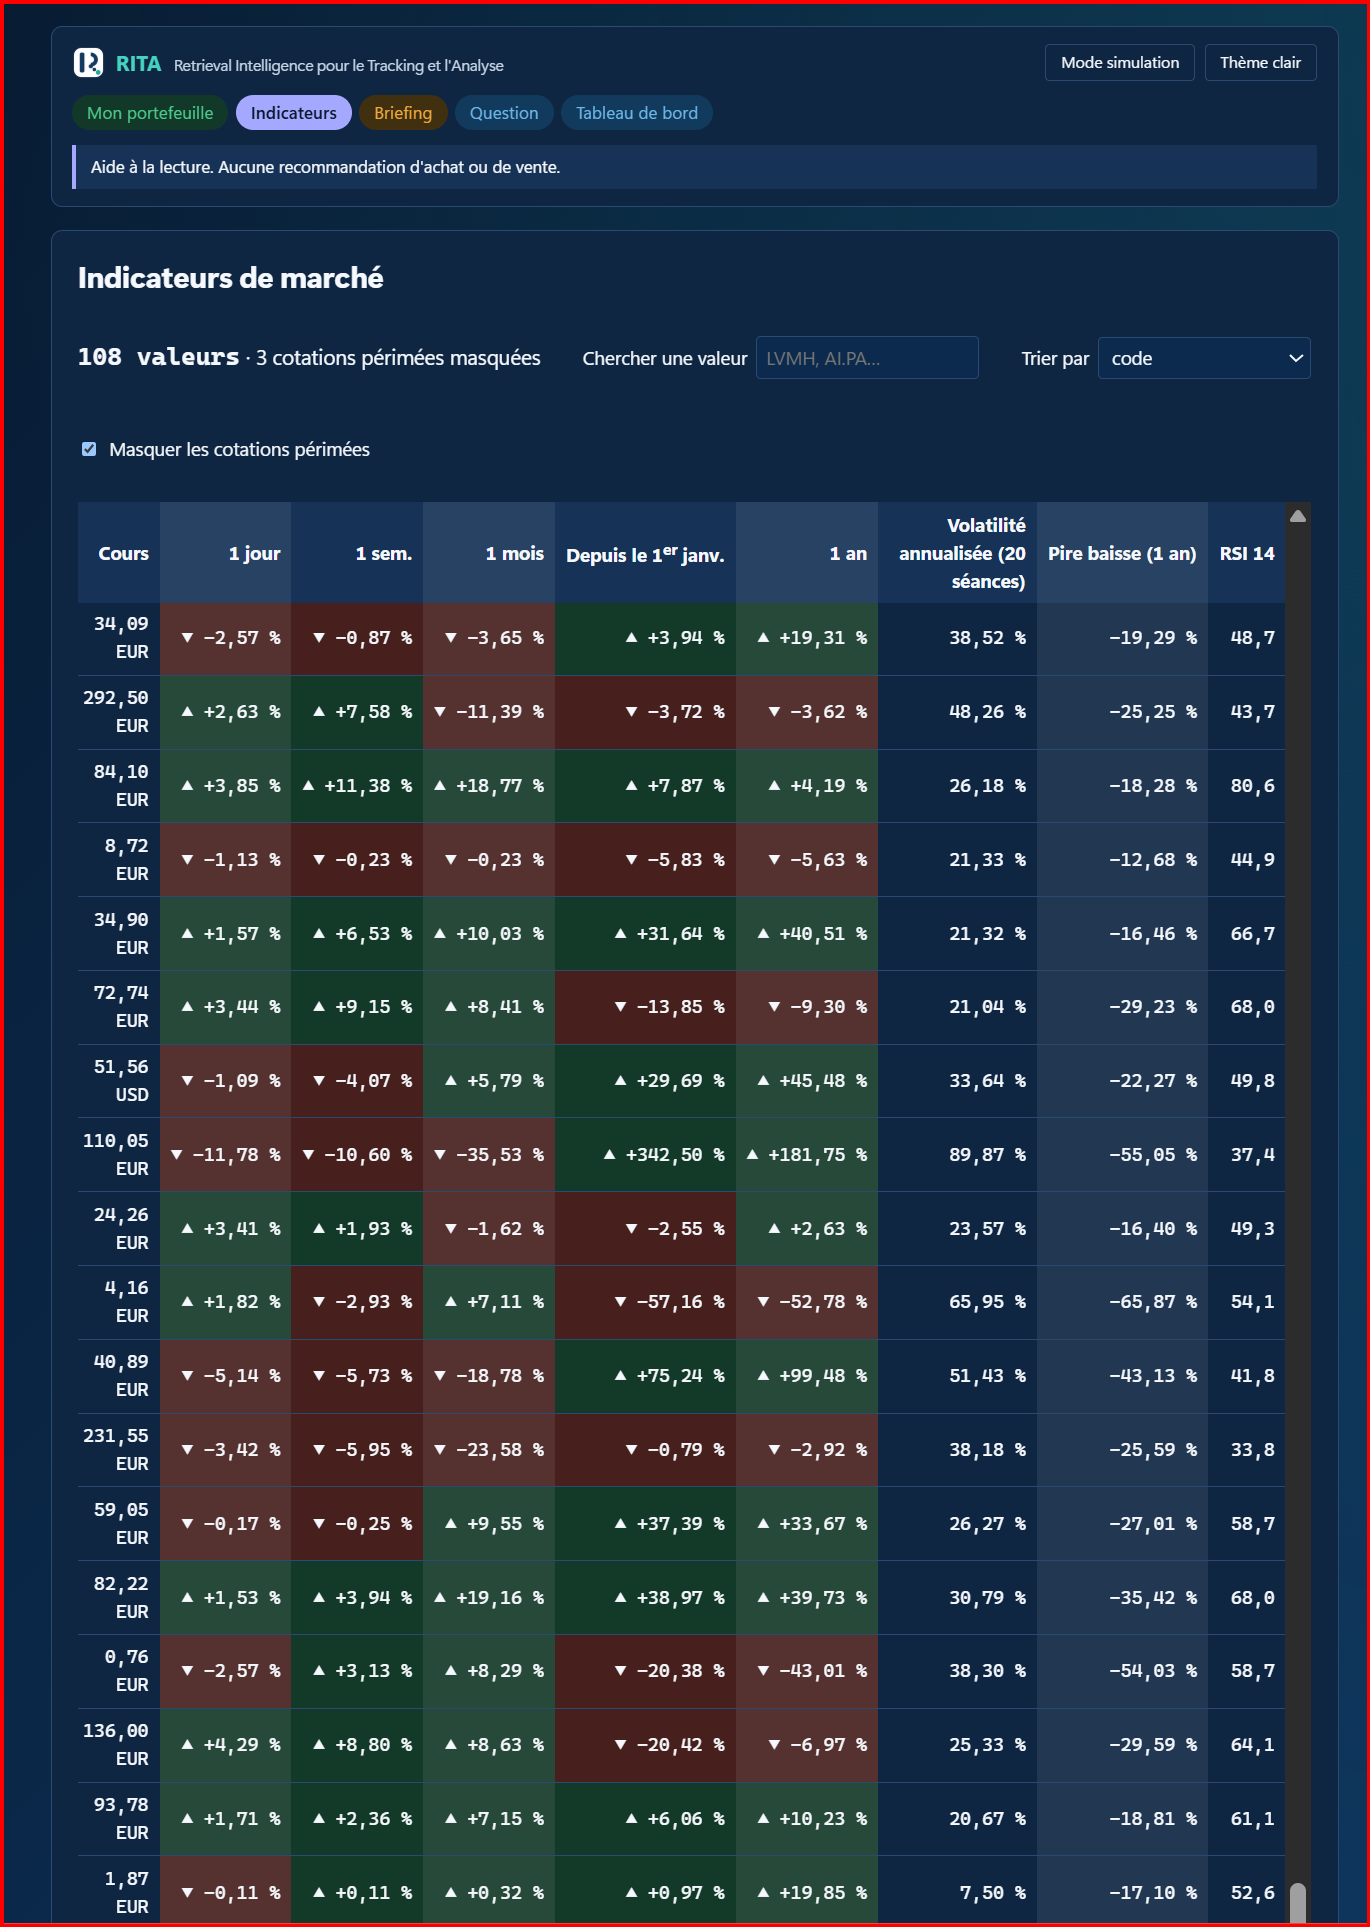 RITA Retrieval Intelligence pour le Tracking et l'Analyse
Mode simulation
Thème clair
Mon portefeuille
Indicateurs
Briefing
Question
Tableau de bord
Aide à la lecture. Aucune recommandation d'achat ou de vente.
Indicateurs de marché
108 valeurs · 3 cotations périmées masquées
Chercher une valeur
LVMH, AI.PA...
Trier par
code
Masquer les cotations périmées
Cours 1 jour 1 sem. 1 mois Depuis le 1er janv. 1 an Volatilité annualisée (20 séances) Pire baisse (1 an) RSI 14
34,09 EUR ▼ −2,57 % ▼ −0,87 % ▼ −3,65 % ▲ +3,94 % ▲ +19,31 % 38,52 % −19,29 % 48,7
292,50 EUR ▲ +2,63 % ▲ +7,58 % ▼ −11,39 % ▼ −3,72 % ▼ −3,62 % 48,26 % −25,25 % 43,7
84,10 EUR ▲ +3,85 % ▲ +11,38 % ▲ +18,77 % ▲ +7,87 % ▲ +4,19 % 26,18 % −18,28 % 80,6
8,72 EUR ▼ −1,13 % ▼ −0,23 % ▼ −0,23 % ▼ −5,83 % ▼ −5,63 % 21,33 % −12,68 % 44,9
34,90 EUR ▲ +1,57 % ▲ +6,53 % ▲ +10,03 % ▲ +31,64 % ▲ +40,51 % 21,32 % −16,46 % 66,7
72,74 EUR ▲ +3,44 % ▲ +9,15 % ▲ +8,41 % ▼ −13,85 % ▼ −9,30 % 21,04 % −29,23 % 68,0
51,56 USD ▼ −1,09 % ▼ −4,07 % ▲ +5,79 % ▲ +29,69 % ▲ +45,48 % 33,64 % −22,27 % 49,8
110,05 EUR ▼ −11,78 % ▼ −10,60 % ▼ −35,53 % ▲ +342,50 % ▲ +181,75 % 89,87 % −55,05 % 37,4
24,26 EUR ▲ +3,41 % ▲ +1,93 % ▼ −1,62 % ▼ −2,55 % ▲ +2,63 % 23,57 % −16,40 % 49,3
4,16 EUR ▲ +1,82 % ▼ −2,93 % ▲ +7,11 % ▼ −57,16 % ▼ −52,78 % 65,95 % −65,87 % 54,1
40,89 EUR ▼ −5,14 % ▼ −5,73 % ▼ −18,78 % ▲ +75,24 % ▲ +99,48 % 51,43 % −43,13 % 41,8
231,55 EUR ▼ −3,42 % ▼ −5,95 % ▼ −23,58 % ▼ −0,79 % ▼ −2,92 % 38,18 % −25,59 % 33,8
59,05 EUR ▼ −0,17 % ▼ −0,25 % ▲ +9,55 % ▲ +37,39 % ▲ +33,67 % 26,27 % −27,01 % 58,7
82,22 EUR ▲ +1,53 % ▲ +3,94 % ▲ +19,16 % ▲ +38,97 % ▲ +39,73 % 30,79 % −35,42 % 68,0
0,76 EUR ▼ −2,57 % ▲ +3,13 % ▲ +8,29 % ▼ −20,38 % ▼ −43,01 % 38,30 % −54,03 % 58,7
136,00 EUR ▲ +4,29 % ▲ +8,80 % ▲ +8,63 % ▼ −20,42 % ▼ −6,97 % 25,33 % −29,59 % 64,1
93,78 EUR ▲ +1,71 % ▲ +2,36 % ▲ +7,15 % ▲ +6,06 % ▲ +10,23 % 20,67 % −18,81 % 61,1
1,87 EUR ▼ −0,11 % ▲ +0,11 % ▲ +0,32 % ▲ +0,97 % ▲ +19,85 % 7,50 % −17,10 % 52,6